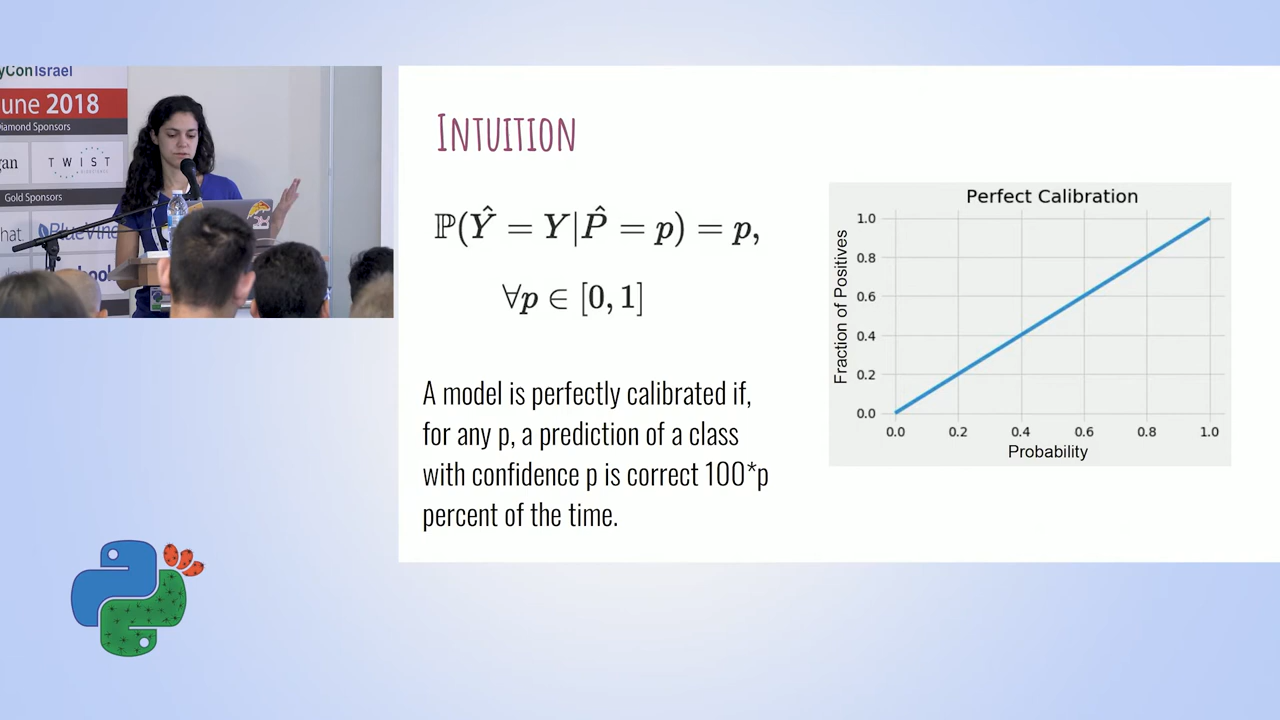 yConIsrael
une 2018
Diamond Sponsors
gan
TWIST
Gold Sponsors
hat.
BlueVine
INTUITION
ℙ(Ŷ = Y|P̂ = p) = p,
∀p ∈ [0, 1]
A model is perfectly calibrated if,
for any p, a prediction of a class
with confidence p is correct 100*p
percent of the time.
Perfect Calibration
Fraction of Positives
1.0
0.8
0.6
0.4
0.2
0.0
0.0 0.2 0.4 0.6 0.8 1.0
Probability